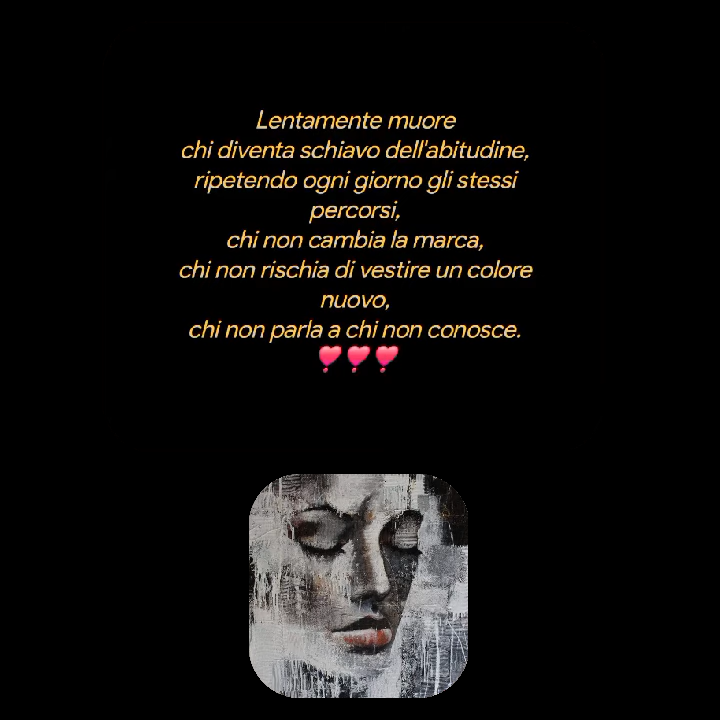 Lentamente muore
chi diventa schiavo dell'abitudine,
ripetendo ogni giorno gli stessi
percorsi,
chi non cambia la marca,
chi non rischia di vestire un colore
nuovo,
chi non parla a chi non conosce.
❣️❣️❣️